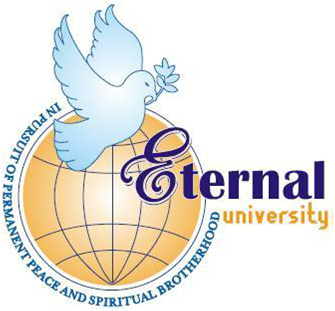 IN PURSUIT OF PERMANENT PEACE AND SPIRITUAL BROTHERHOOD
Eternal
university